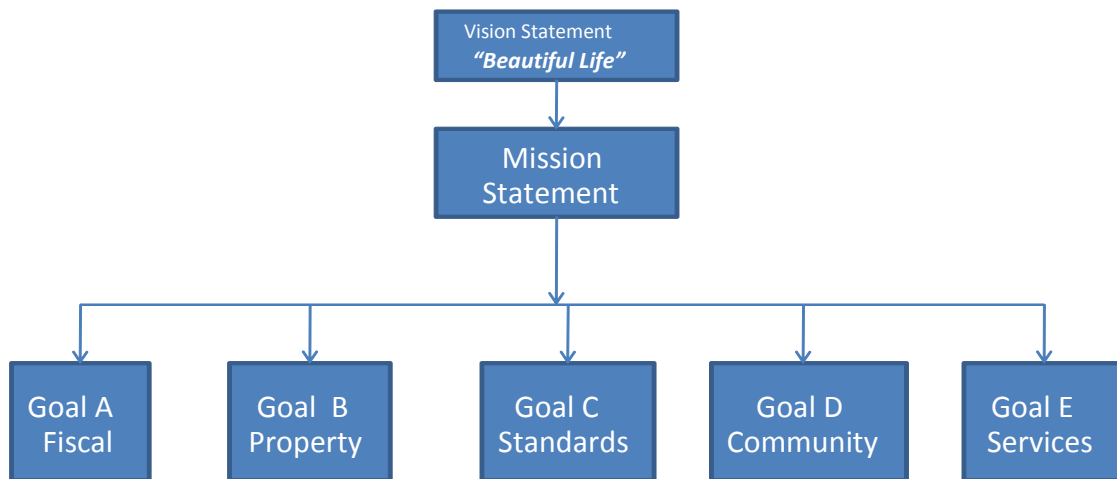 Vision Statement
“Beautiful Life”
Mission
Statement
Goal A
Fiscal
Goal B
Property
Goal C
Standards
Goal D
Community
Goal E
Services